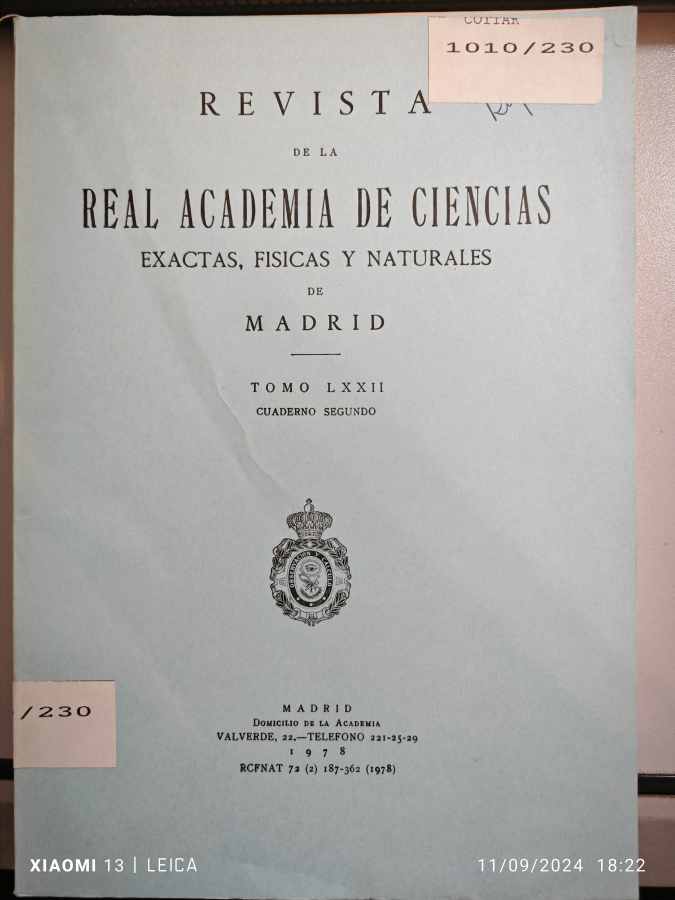 COTTAR
1010/230
REVISTA
DE LA
REAL ACADEMIA DE CIENCIAS
EXACTAS, FISICAS Y NATURALES
DE
MADRID
TOMO LXXII
CUADERNO SEGUNDO
OBSERVACION Y CALCULO
/230
MADRID
DOMICILIO DE LA ACADEMIA
VALVERDE, 22.—TELEFONO 221-25-29
1978
RCFNAT 72 (2) 187-362 (1978)
XIAOMI 13 | LEICA
11/09/2024 18:22